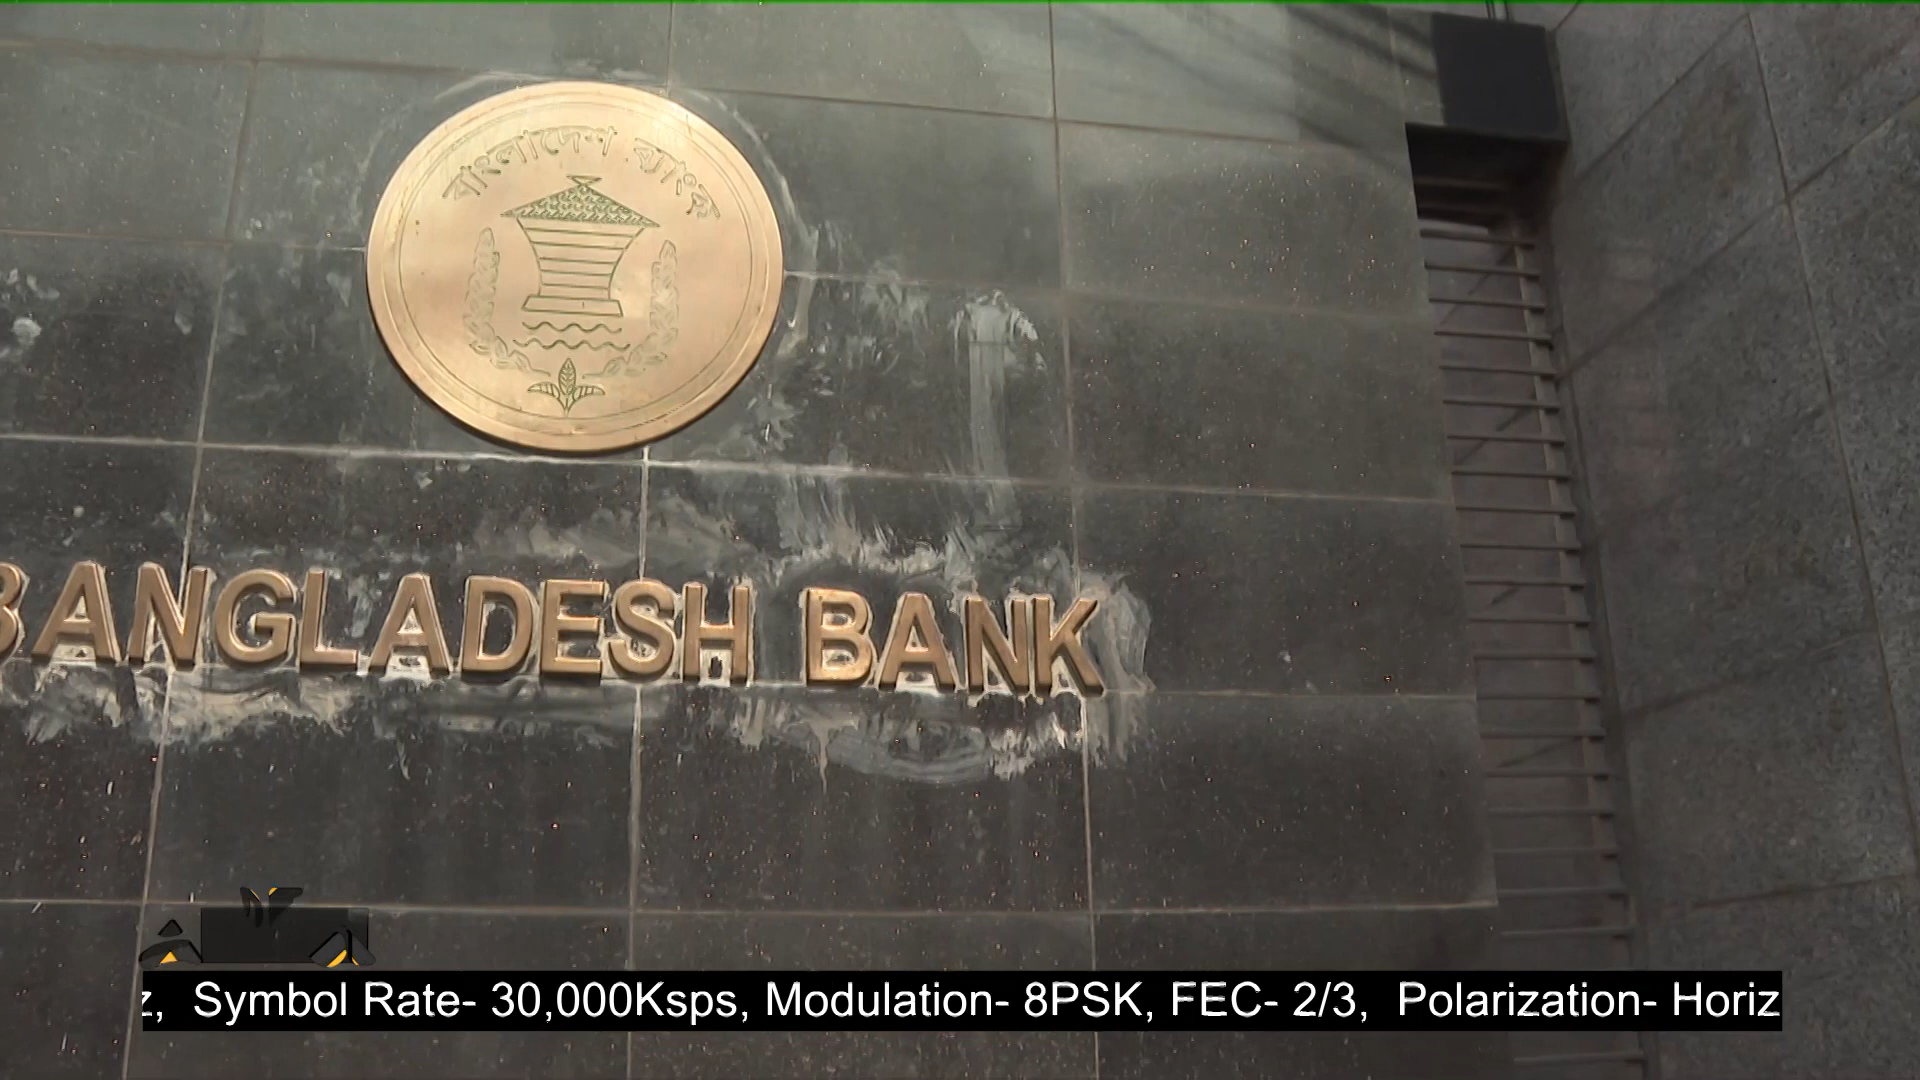 বাংলাদেশ ব্যাংক
BANGLADESH BANK
z, Symbol Rate- 30,000Ksps, Modulation- 8PSK, FEC- 2/3, Polarization- Horiz